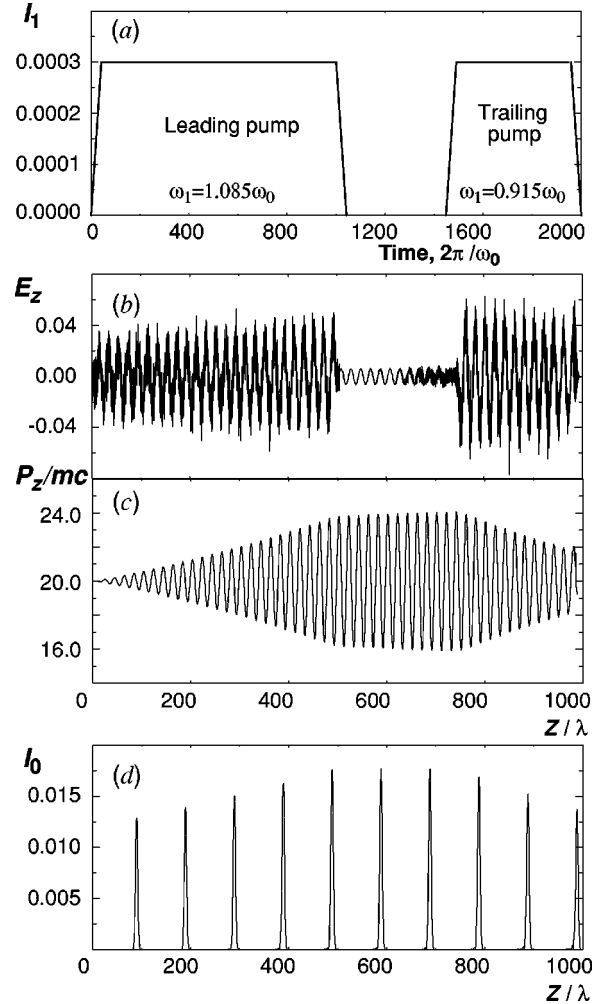 I₁
(a)
0.0003
0.0002
0.0001
0.0000
Leading pump
ω₁=1.085ω₀
Trailing
pump
ω₁=0.915ω₀
0 400 800 1200 1600 2000
Time, 2π/ω₀
E_z
(b)
0.04
0.00
-0.04
P_z/mc
(c)
24.0
20.0
16.0
0 200 400 600 800 1000
Z/λ
I₀
(d)
0.015
0.010
0.005
0 200 400 600 800 1000
Z/λ